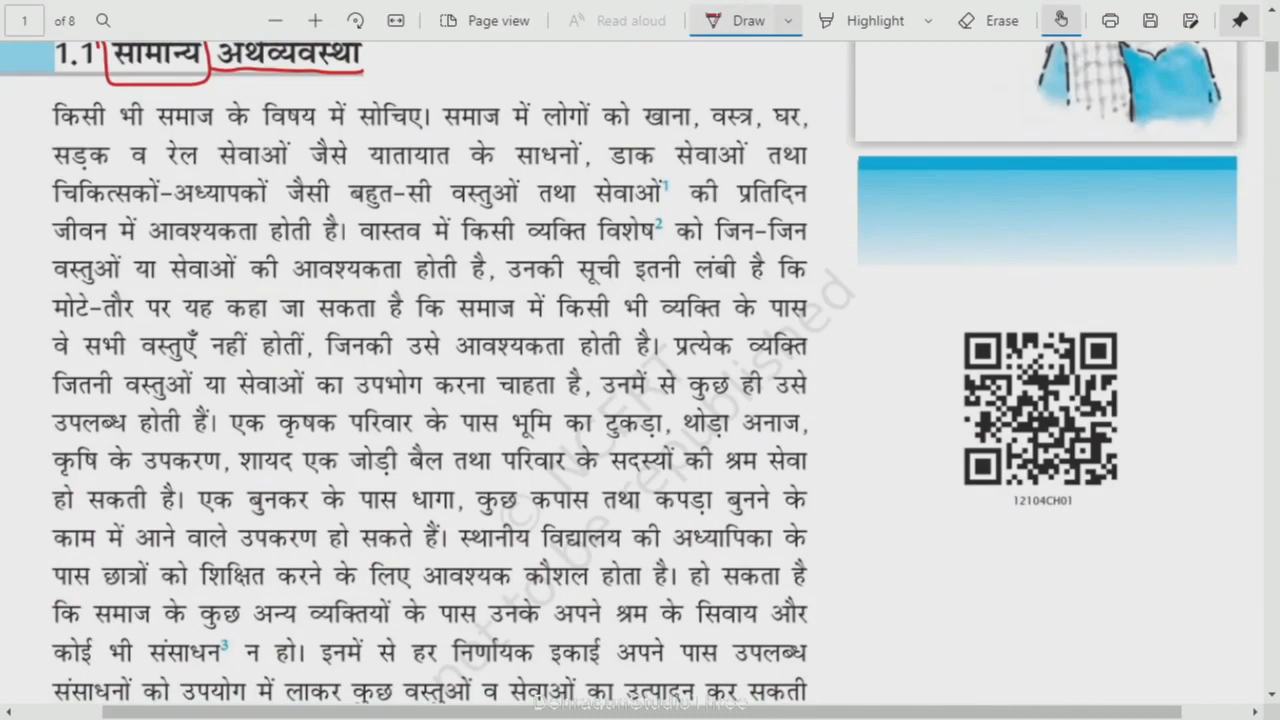 1 of 8 Page view Read aloud Draw Highlight Erase
1.1 सामान्य अर्थव्यवस्था
किसी भी समाज के विषय में सोचिए। समाज में लोगों को खाना, वस्त्र, घर,
सड़क व रेल सेवाओं जैसे यातायात के साधनों, डाक सेवाओं तथा
चिकित्सकों-अध्यापकों जैसी बहुत-सी वस्तुओं तथा सेवाओं¹ की प्रतिदिन
जीवन में आवश्यकता होती है। वास्तव में किसी व्यक्ति विशेष² को जिन-जिन
वस्तुओं या सेवाओं की आवश्यकता होती है, उनकी सूची इतनी लंबी है कि
मोटे-तौर पर यह कहा जा सकता है कि समाज में किसी भी व्यक्ति के पास
वे सभी वस्तुएँ नहीं होतीं, जिनकी उसे आवश्यकता होती है। प्रत्येक व्यक्ति
जितनी वस्तुओं या सेवाओं का उपभोग करना चाहता है, उनमें से कुछ ही उसे
उपलब्ध होती हैं। एक कृषक परिवार के पास भूमि का टुकड़ा, थोड़ा अनाज,
कृषि के उपकरण, शायद एक जोड़ी बैल तथा परिवार के सदस्यों की श्रम सेवा
हो सकती है। एक बुनकर के पास धागा, कुछ कपास तथा कपड़ा बुनने के
काम में आने वाले उपकरण हो सकते हैं। स्थानीय विद्यालय की अध्यापिका के
पास छात्रों को शिक्षित करने के लिए आवश्यक कौशल होता है। हो सकता है
कि समाज के कुछ अन्य व्यक्तियों के पास उनके अपने श्रम के सिवाय और
कोई भी संसाधन³ न हो। इनमें से हर निर्णायक इकाई अपने पास उपलब्ध
संसाधनों को उपयोग में लाकर कुछ वस्तुओं व सेवाओं का उत्पादन कर सकती
© NCERT
not to be republished
12104CH01